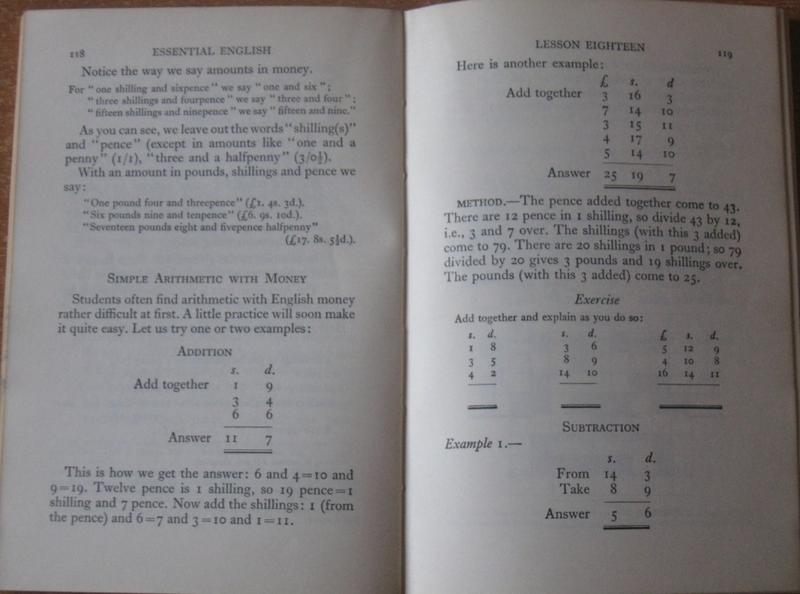 118 ESSENTIAL ENGLISH
Notice the way we say amounts in money.
For "one shilling and sixpence" we say "one and six";
"three shillings and fourpence" we say "three and four";
"fifteen shillings and ninepence" we say "fifteen and nine."
As you can see, we leave out the words "shilling(s)"
and "pence" (except in amounts like "one and a
penny" (1/1), "three and a halfpenny" (3/0½).
With an amount in pounds, shillings and pence we
say:
"One pound four and threepence" (£1. 4s. 3d.).
"Six pounds nine and tenpence" (£6. 9s. 10d.).
"Seventeen pounds eight and fivepence halfpenny"
(£17. 8s. 5½d.).
SIMPLE ARITHMETIC WITH MONEY
Students often find arithmetic with English money
rather difficult at first. A little practice will soon make
it quite easy. Let us try one or two examples:
ADDITION
s. d.
Add together 1 9
3 4
6 6
Answer 11 7
This is how we get the answer: 6 and 4=10 and
9=19. Twelve pence is 1 shilling, so 19 pence=1
shilling and 7 pence. Now add the shillings: 1 (from
the pence) and 6=7 and 3=10 and 1=11.
LESSON EIGHTEEN 119
Here is another example:
£ s. d
Add together 3 16 3
7 14 10
3 15 11
4 17 9
5 14 10
Answer 25 19 7
METHOD.—The pence added together come to 43.
There are 12 pence in 1 shilling, so divide 43 by 12,
i.e., 3 and 7 over. The shillings (with this 3 added)
come to 79. There are 20 shillings in 1 pound; so 79
divided by 20 gives 3 pounds and 19 shillings over.
The pounds (with this 3 added) come to 25.
Exercise
Add together and explain as you do so:
s. d. s. d. £ s. d.
1 8 3 6 5 12 9
3 5 8 9 4 10 8
4 2 14 10 16 14 11
SUBTRACTION
Example 1.—
s. d.
From 14 3
Take 8 9
Answer 5 6